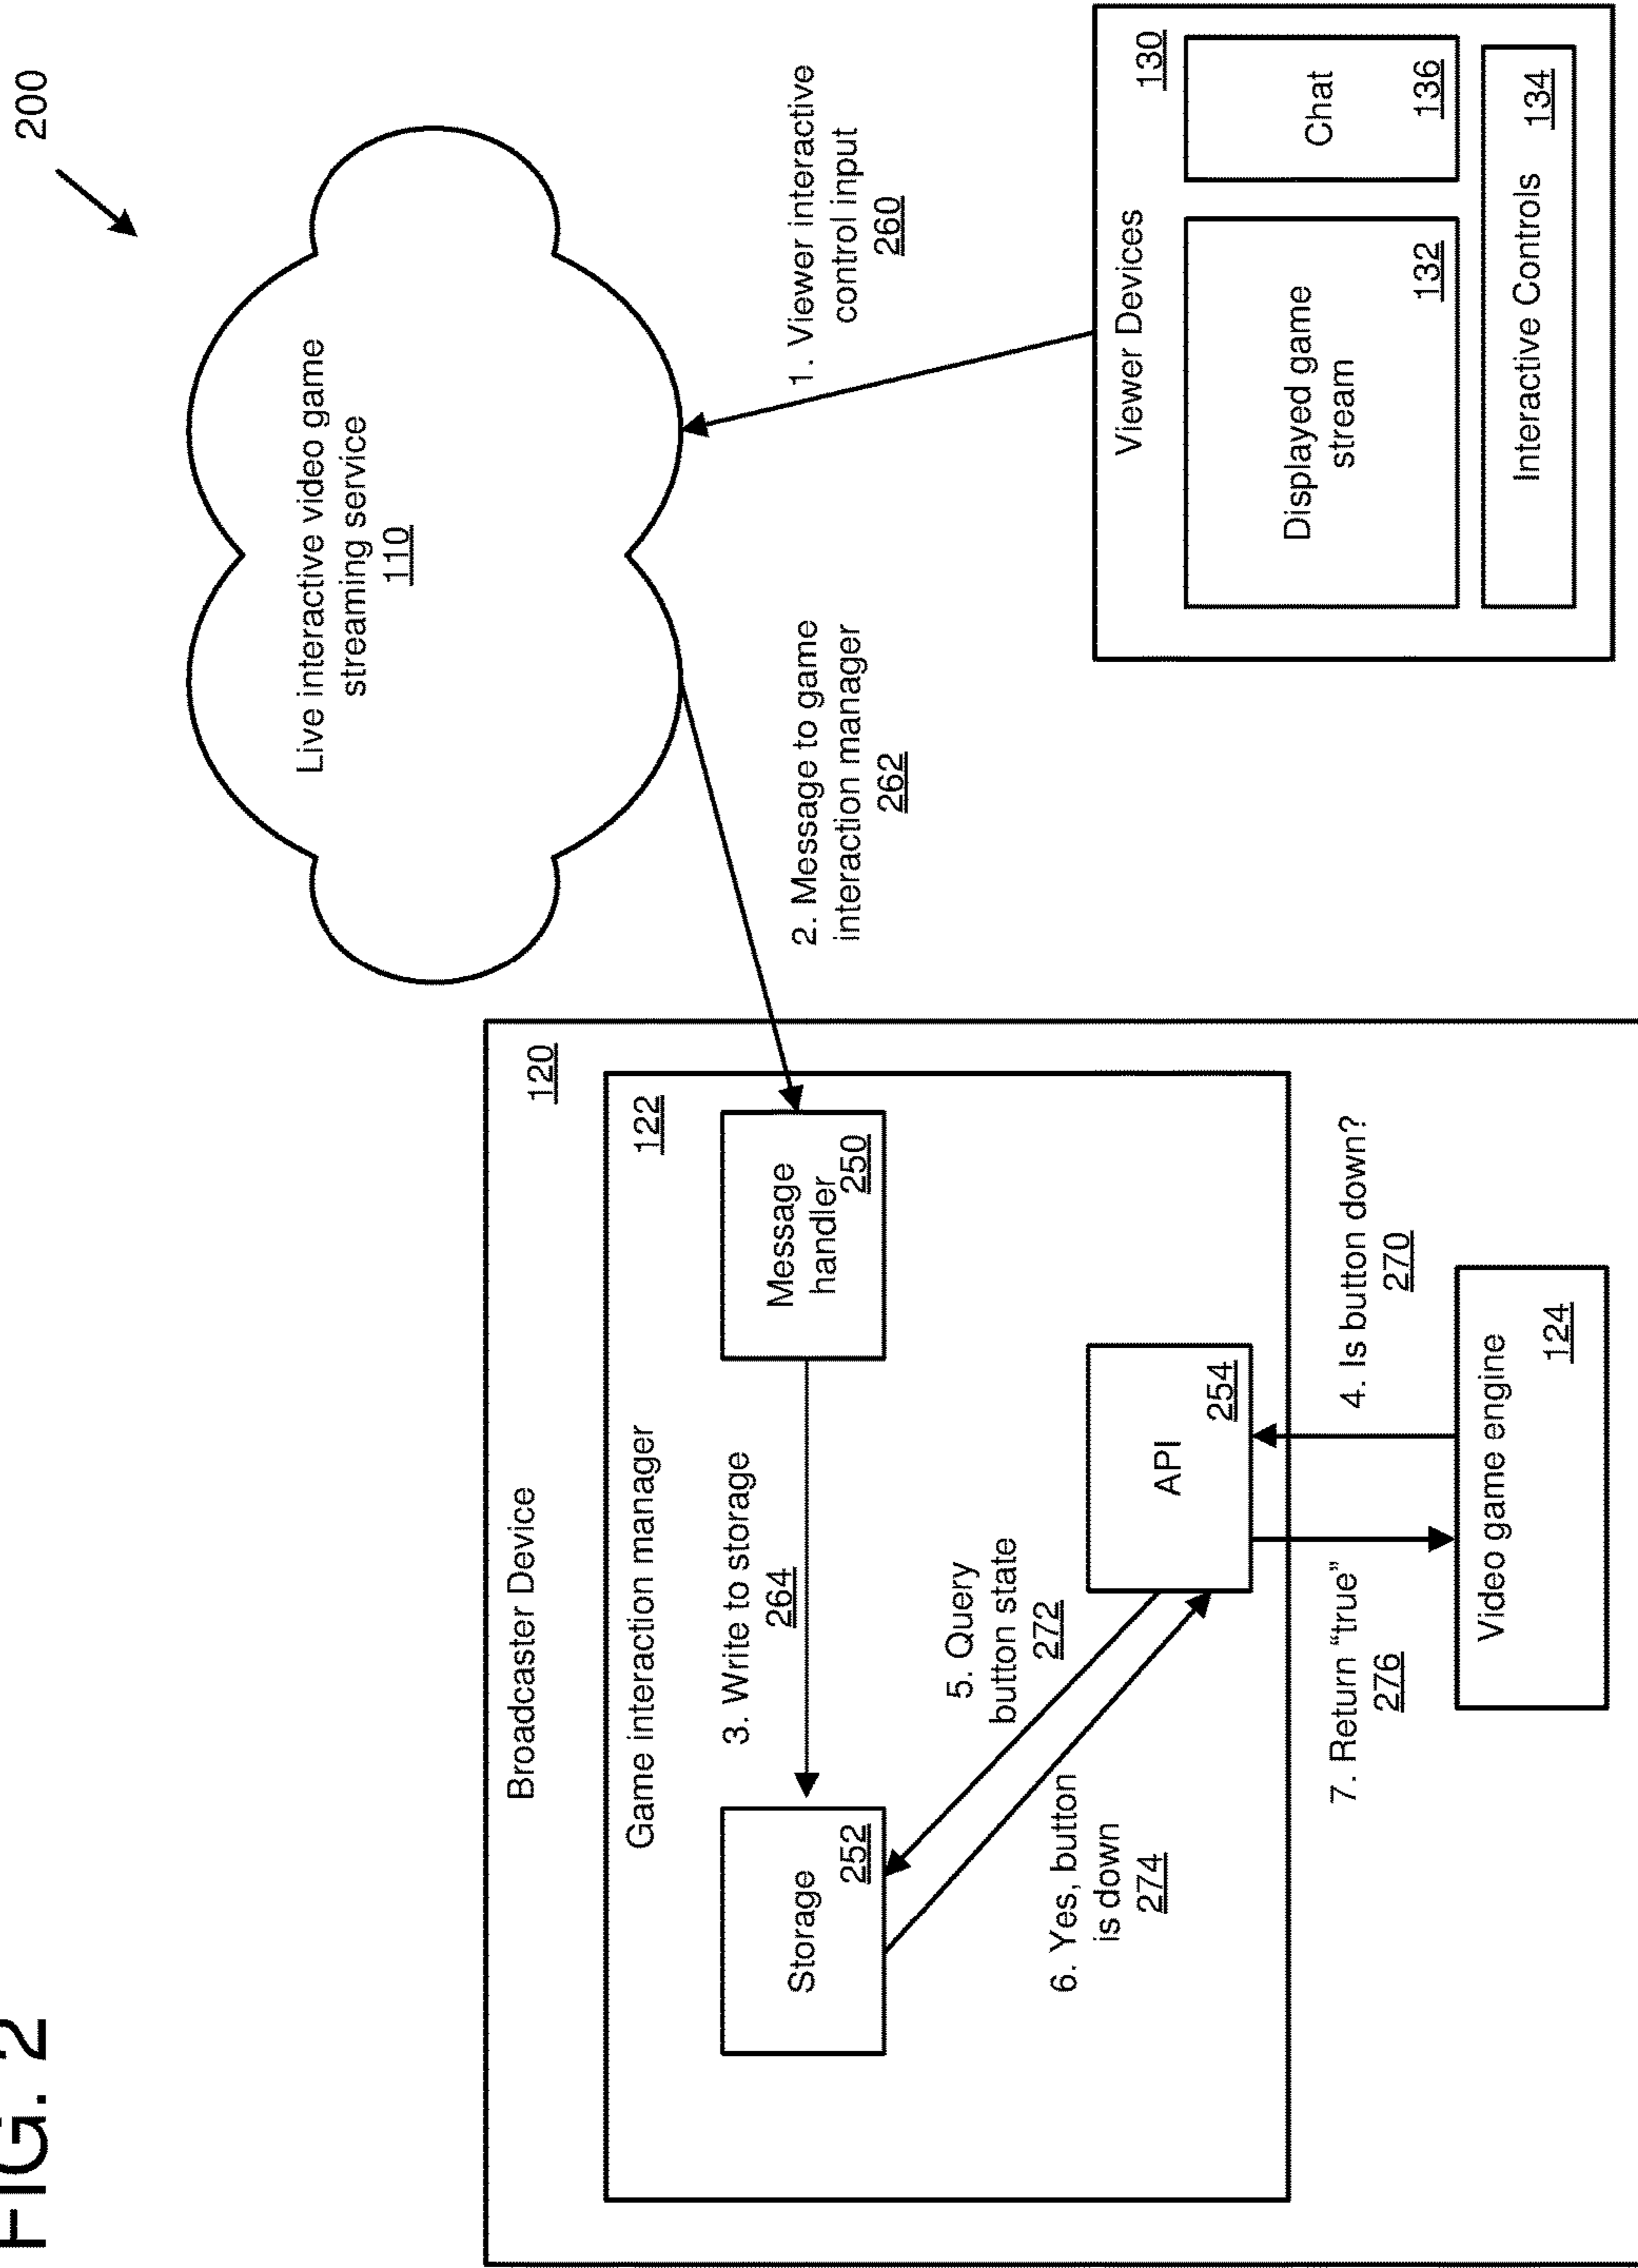 FIG. 2
200
Live interactive video game
streaming service
110
Broadcaster Device
120
Game interaction manager
122
Storage
252
3. Write to storage
264
Message
handler
250
2. Message to game
interaction manager
262
1. Viewer interactive
control input
260
5. Query
button state
272
6. Yes, button
is down
274
API
254
7. Return “true”
276
4. Is button down?
270
Video game engine
124
Viewer Devices
130
Displayed game
stream
132
Chat
136
Interactive Controls
134